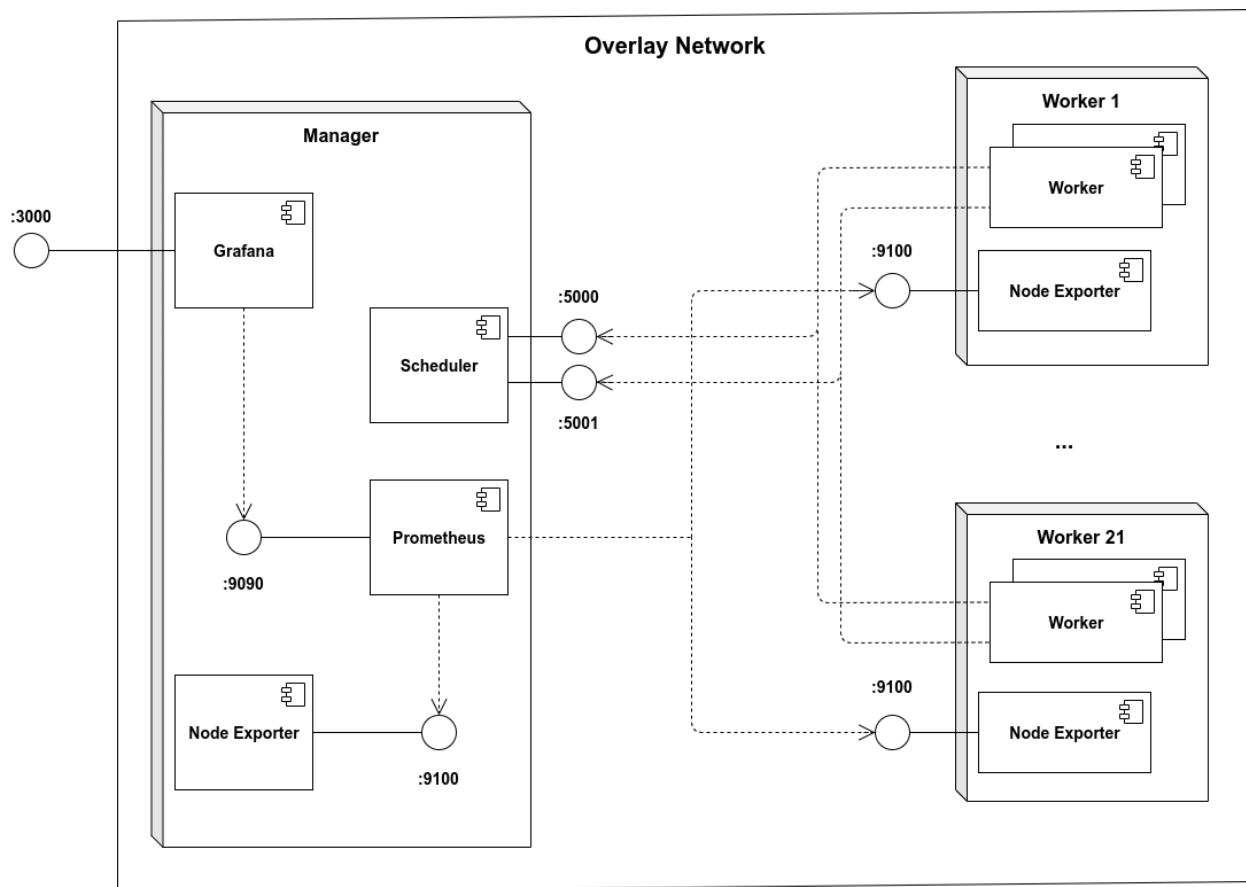 Overlay Network
Manager
Grafana
:3000
Scheduler
:5000
:5001
Prometheus
:9090
Node Exporter
:9100
Worker 1
Worker
:9100
Node Exporter
...
Worker 21
Worker
:9100
Node Exporter